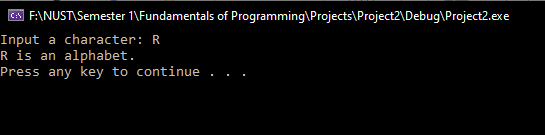 F:\NUST\Semester 1\Fundamentals of Programming\Projects\Project2\Debug\Project2.exe
Input a character: R
R is an alphabet.
Press any key to continue . . .